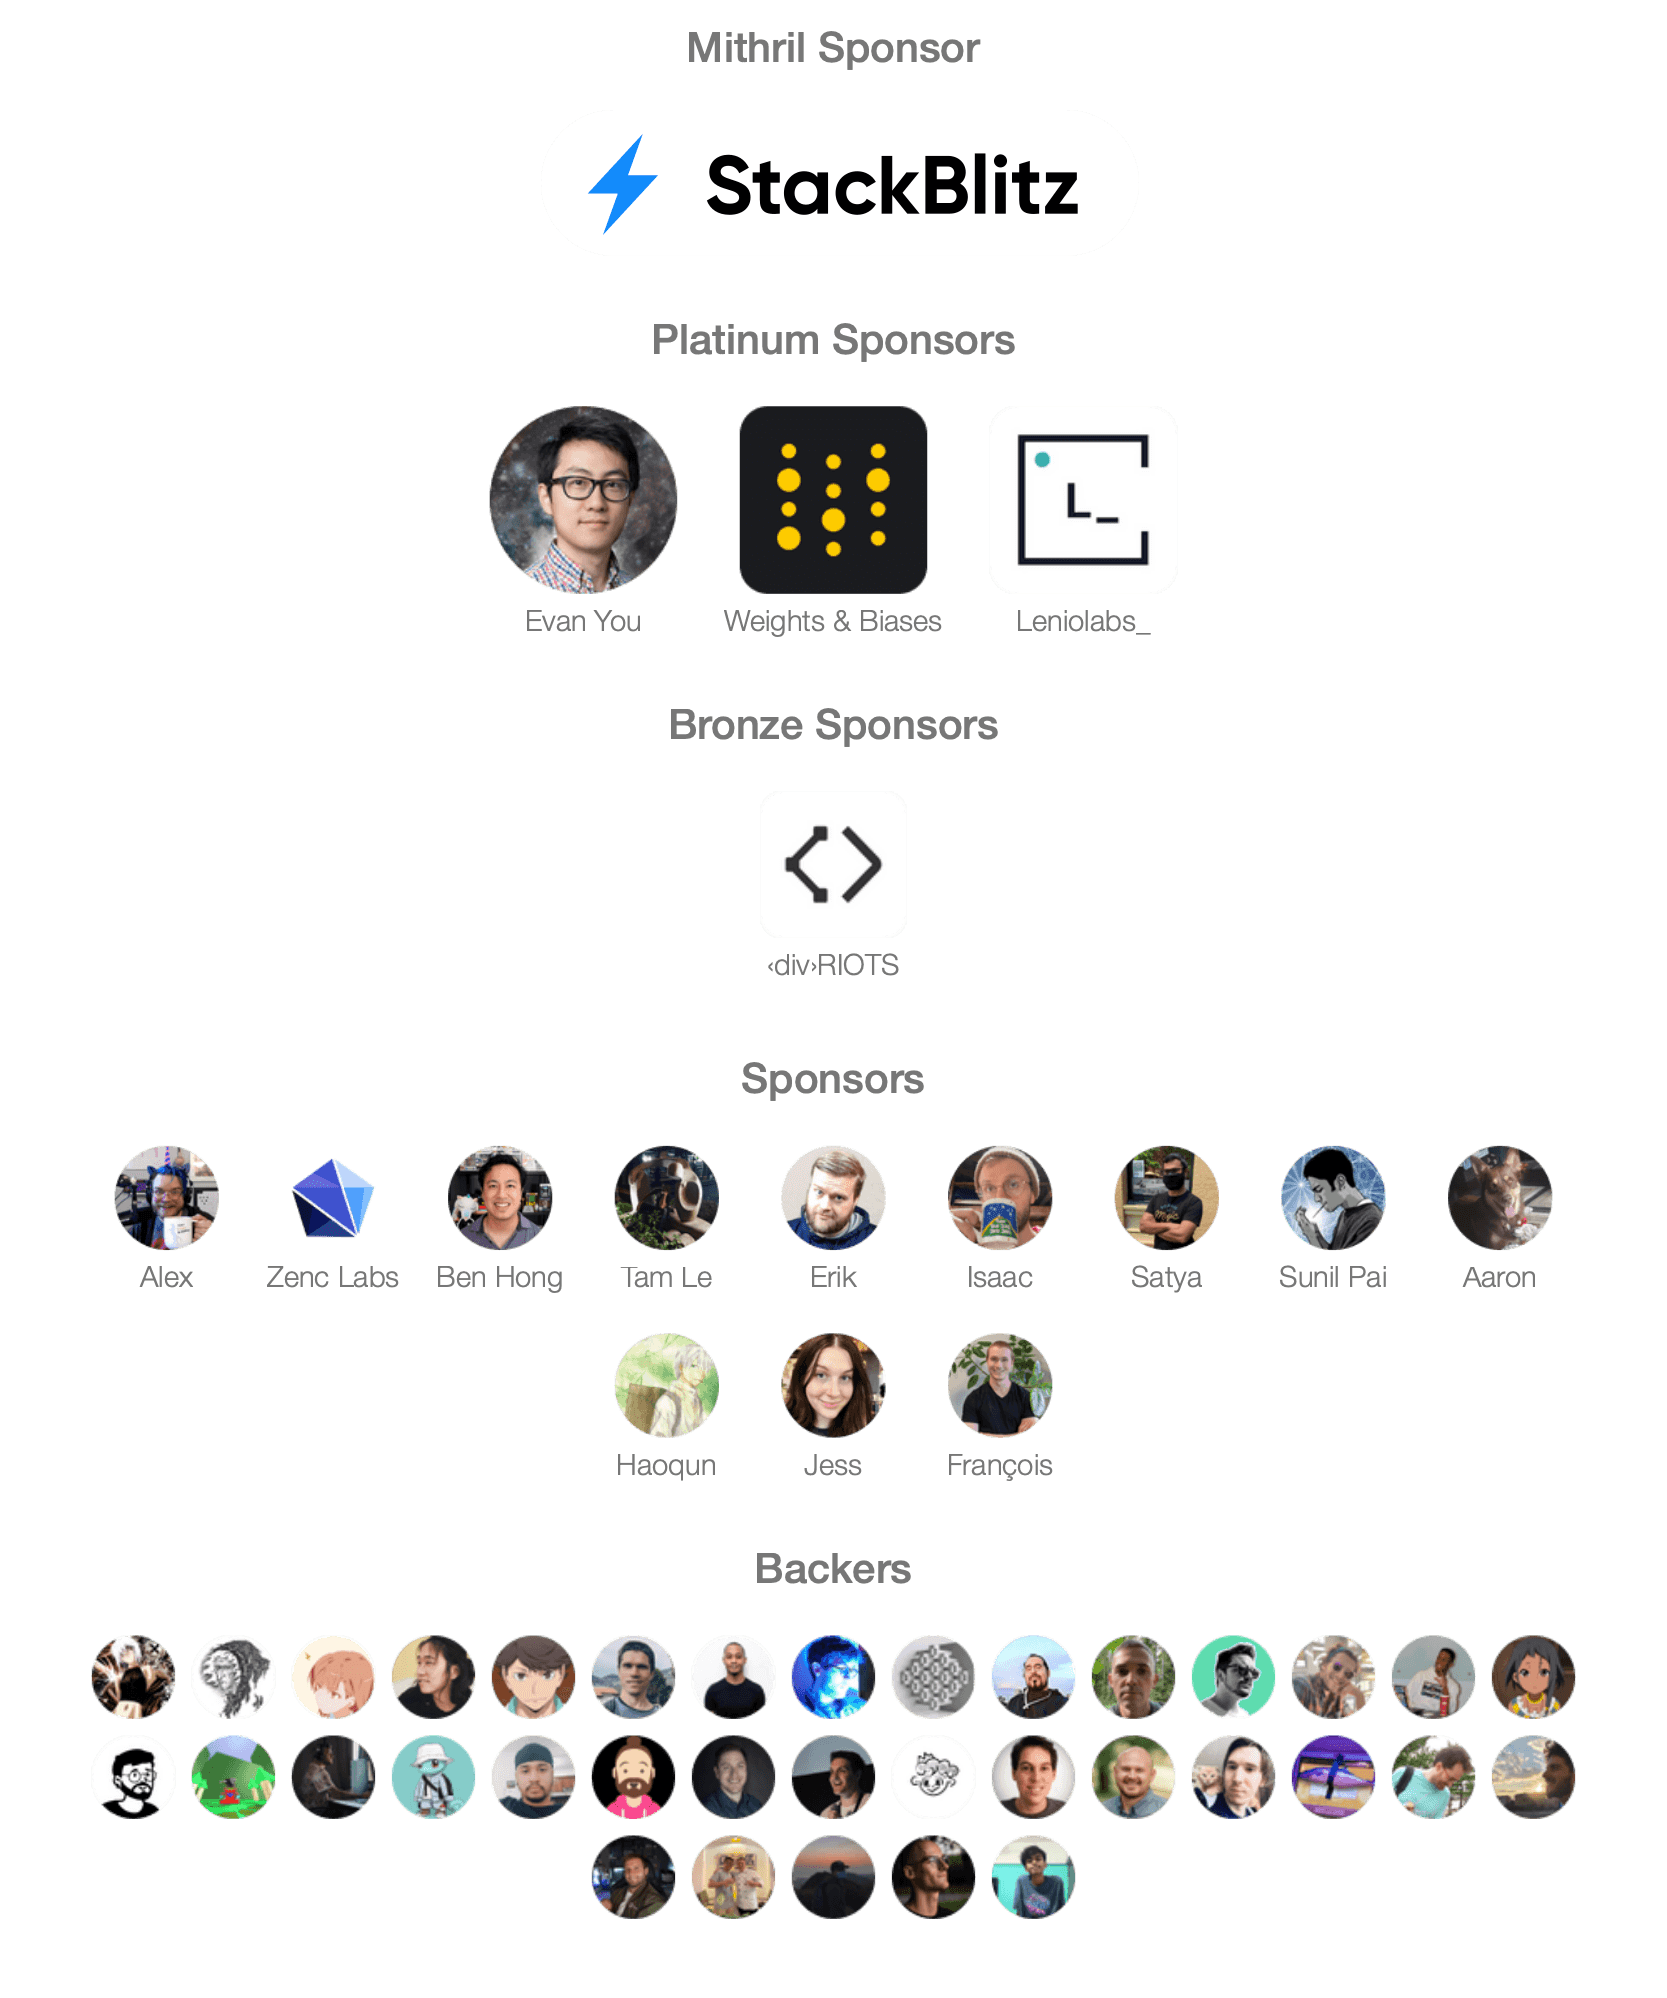 Mithril Sponsor
StackBlitz
Platinum Sponsors
L_
Evan You
Weights & Biases
Leniolabs_
Bronze Sponsors
‹div›RIOTS
Sponsors
Alex
Zenc Labs
Ben Hong
Tam Le
Erik
Isaac
Satya
Sunil Pai
Aaron
Haoqun
Jess
François
Backers